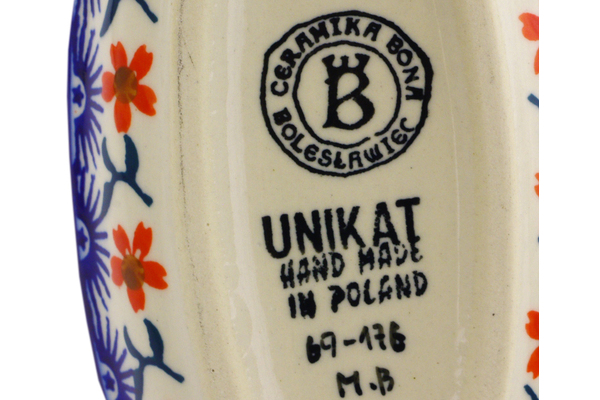 CERAMIKA BONA
B
BOLESŁAWIEC
UNIKAT
HAND MADE
IN POLAND
69-176
M.B